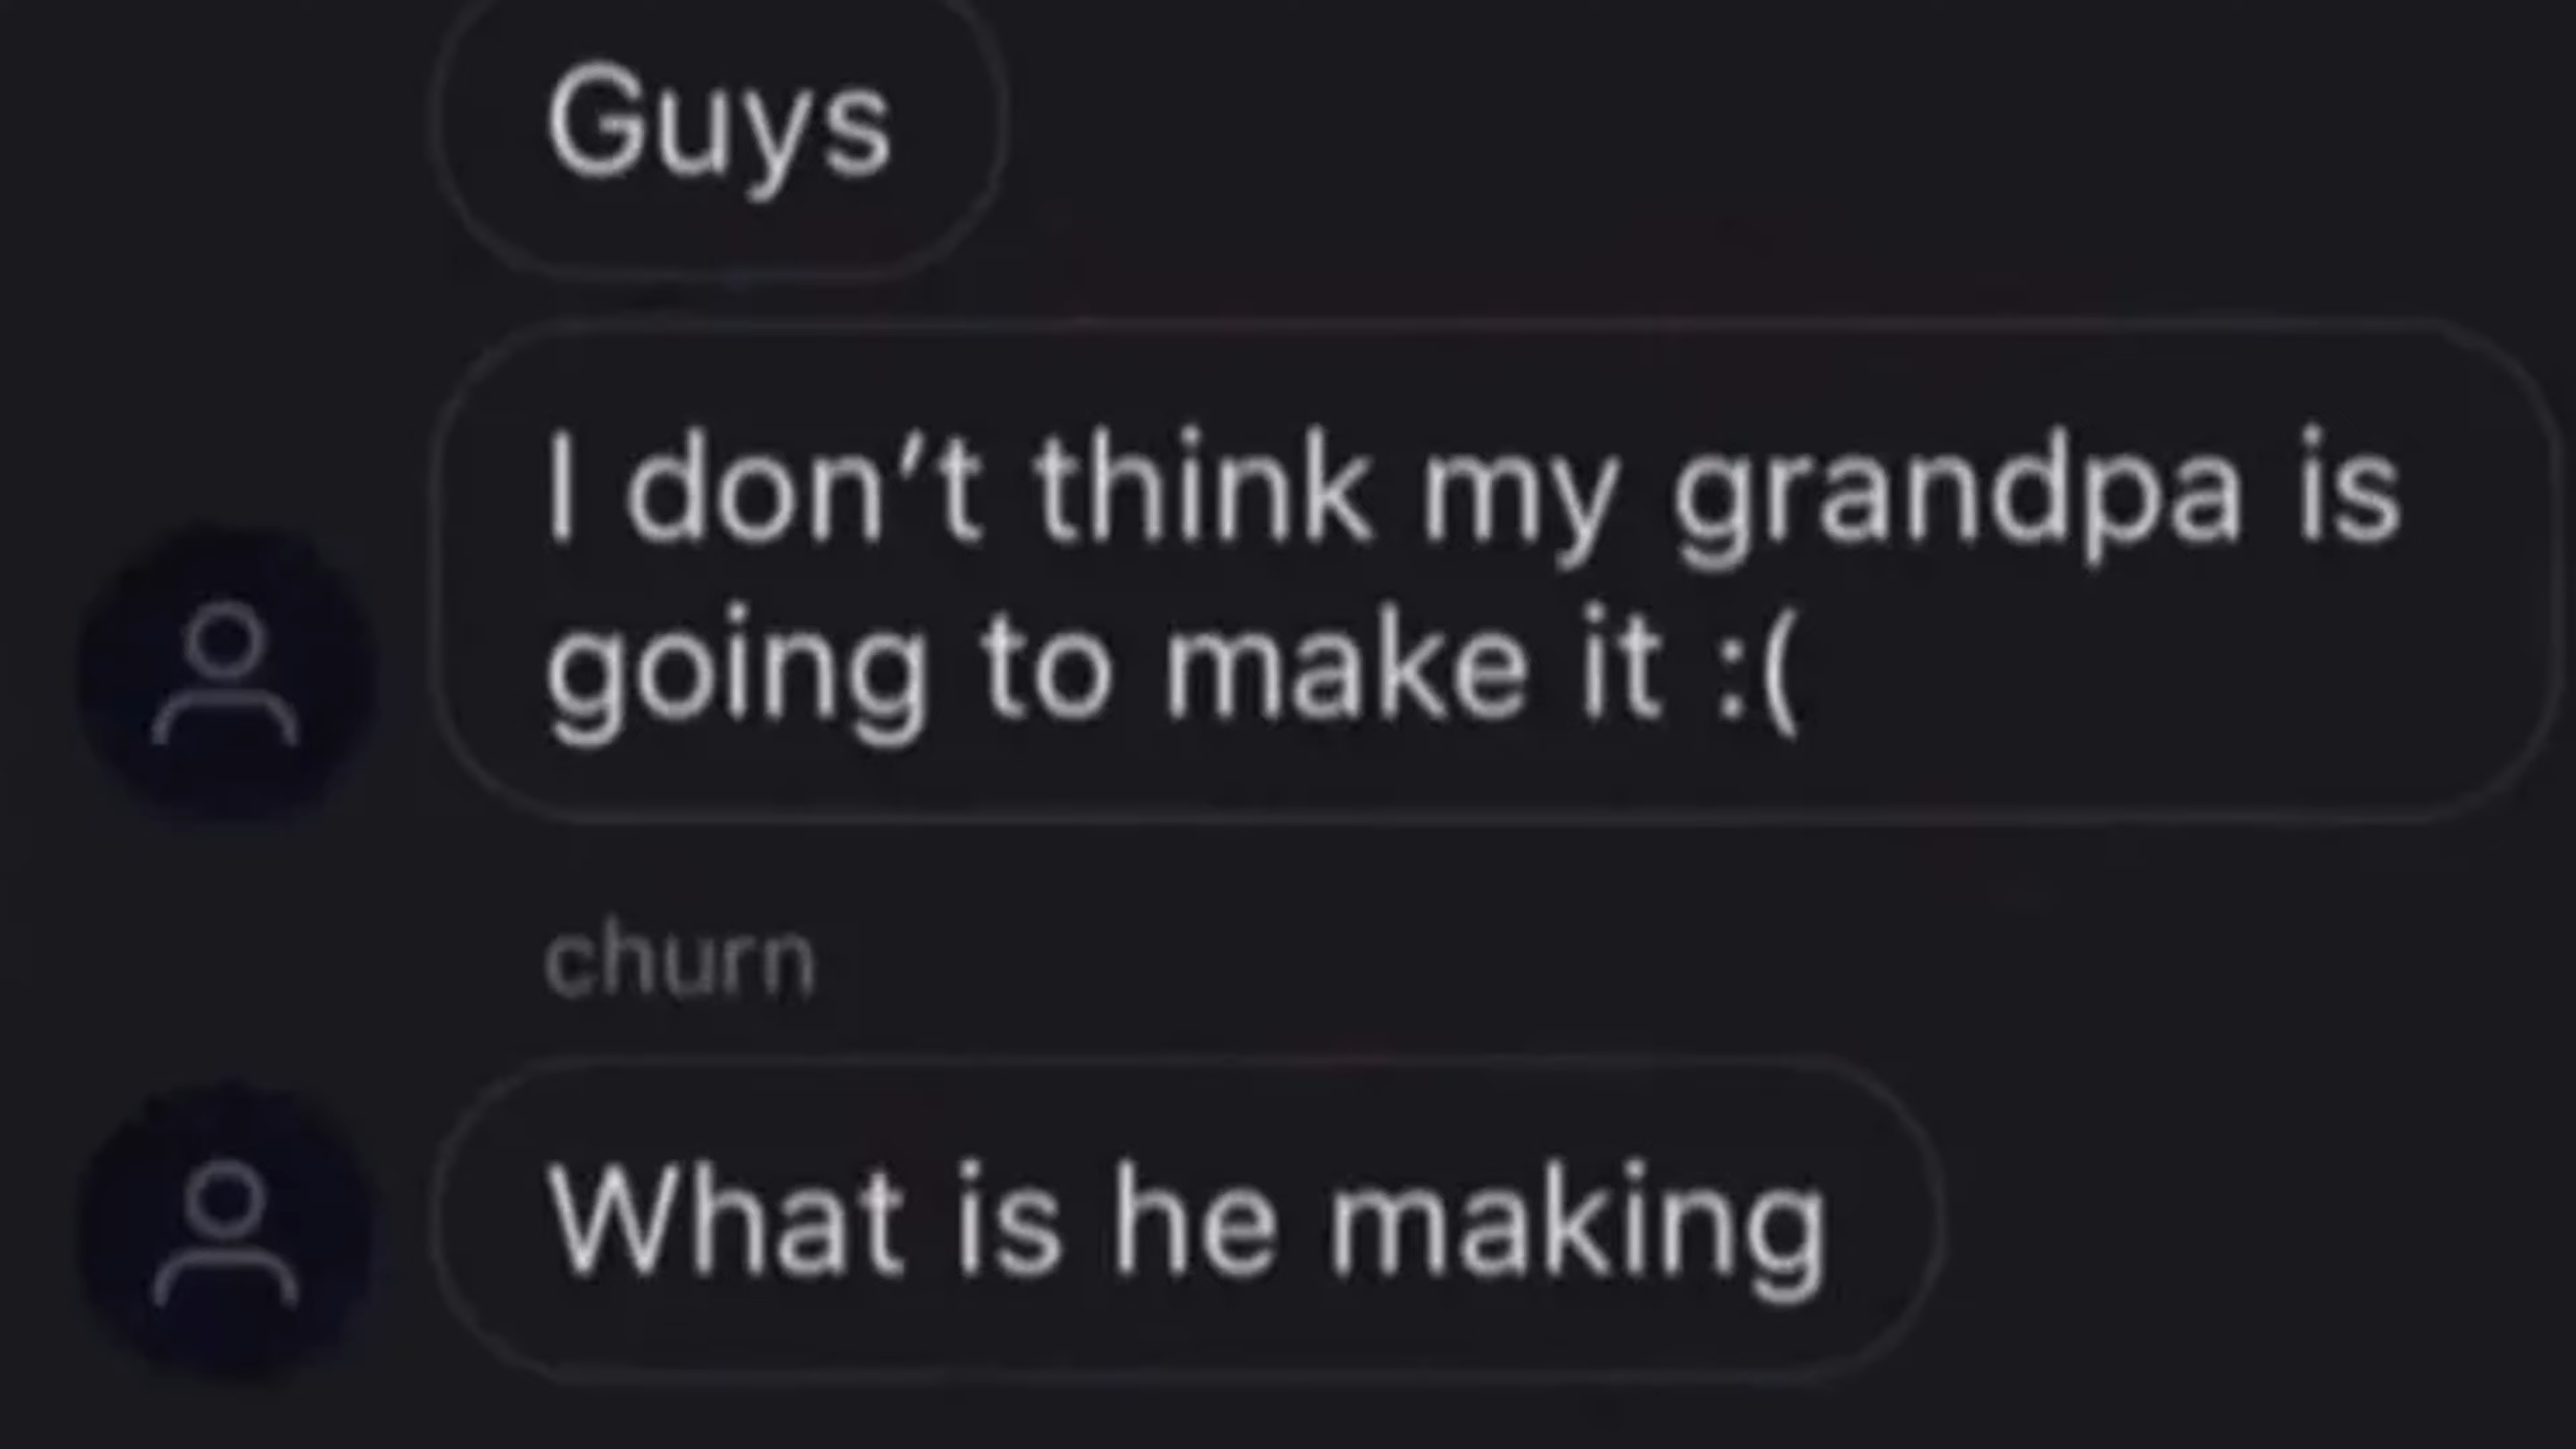 Guys
I don’t think my grandpa is
going to make it :(
churn
What is he making